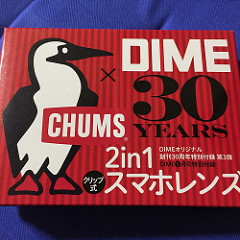 DIME
×
30
YEARS
CHUMS
DIMEオリジナル
創刊30周年特別付録 第3弾
2in1
クリップ式
スマホレンズ